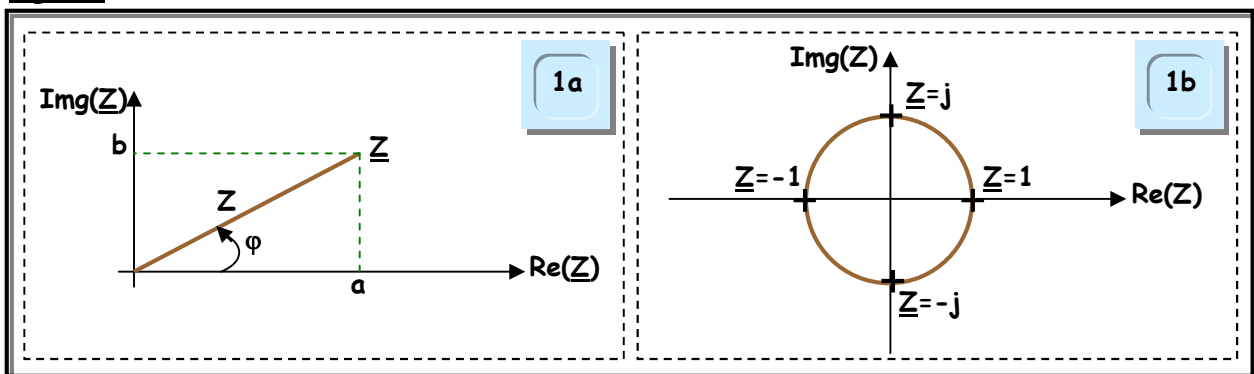 1a
Img(Z)
b
Z
Z
φ
a
Re(Z)
1b
Img(Z)
Z=j
Z=-1
Z=1
Re(Z)
Z=-j